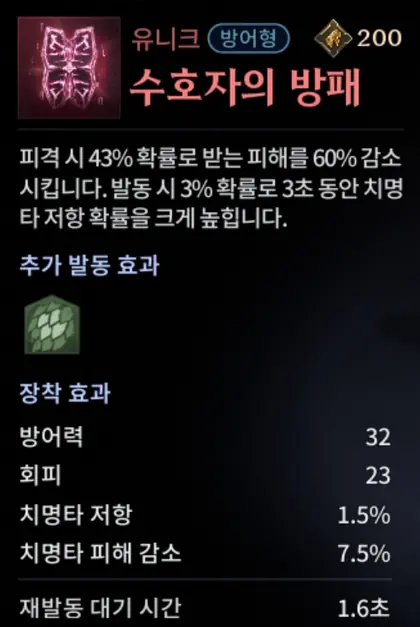 유니크 방어형 200
수호자의 방패
피격 시 43% 확률로 받는 피해를 60% 감소
시킵니다. 발동 시 3% 확률로 3초 동안 치명
타 저항 확률을 크게 높힙니다.
추가 발동 효과
장착 효과
방어력 32
회피 23
치명타 저항 1.5%
치명타 피해 감소 7.5%
재발동 대기 시간 1.6초